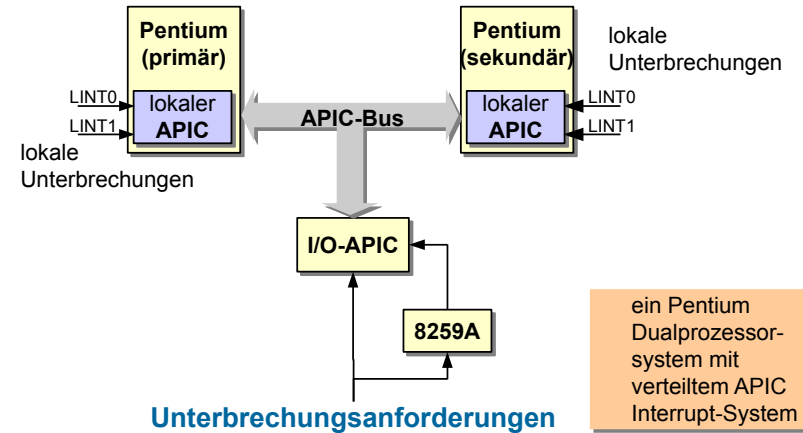 Pentium
(primär)
lokaler
APIC
LINT0
LINT1
lokale
Unterbrechungen
APIC-Bus
Pentium
(sekundär)
lokaler
APIC
LINT0
LINT1
lokale
Unterbrechungen
I/O-APIC
8259A
Unterbrechungsanforderungen
ein Pentium
Dualprozessor-
system mit
verteiltem APIC
Interrupt-System